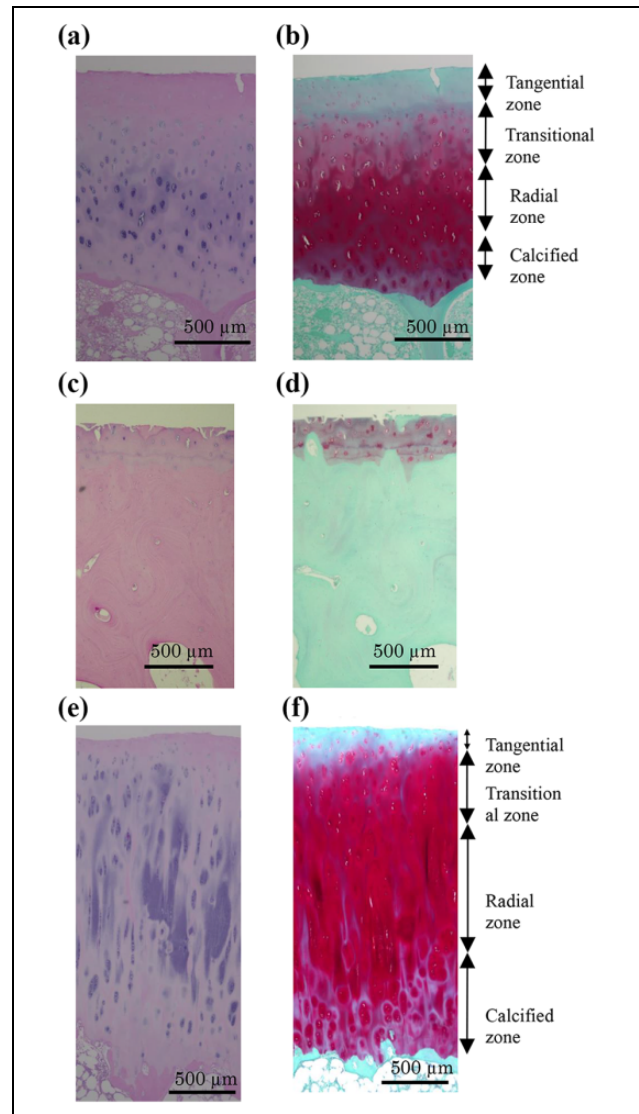 (a)
(b)
Tangential
zone
Transitional
zone
Radial
zone
Calcified
zone
500 µm
500 µm
(c)
(d)
500 µm
500 µm
(e)
(f)
Tangential
zone
Transition
al zone
Radial
zone
Calcified
zone
500 µm
500 µm